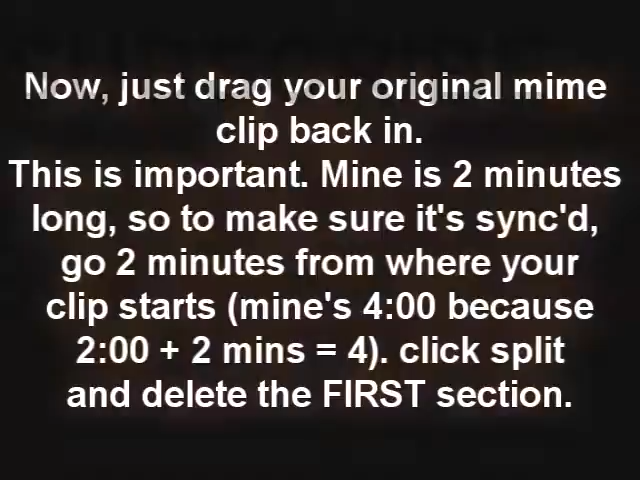 Now, just drag your original mime
clip back in.
This is important. Mine is 2 minutes
long, so to make sure it's sync'd,
go 2 minutes from where your
clip starts (mine's 4:00 because
2:00 + 2 mins = 4). click split
and delete the FIRST section.